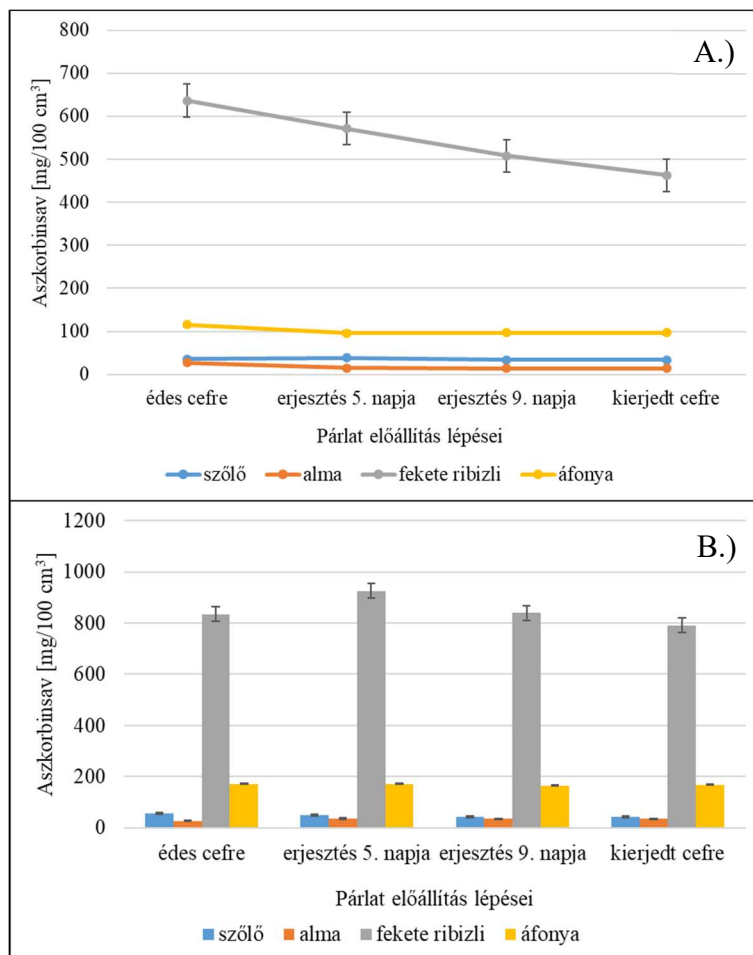 A.)
Aszkorbinsav [mg/100 cm³]
800
700
600
500
400
300
200
100
0
édes cefre erjesztés 5. napja erjesztés 9. napja kierjedt cefre
Párlat előállítás lépései
szőlő alma fekete ribizli áfonya
B.)
Aszkorbinsav [mg/100 cm³]
1200
1000
800
600
400
200
0
édes cefre erjesztés 5. napja erjesztés 9. napja kierjedt cefre
Párlat előállítás lépései
szőlő alma fekete ribizli áfonya